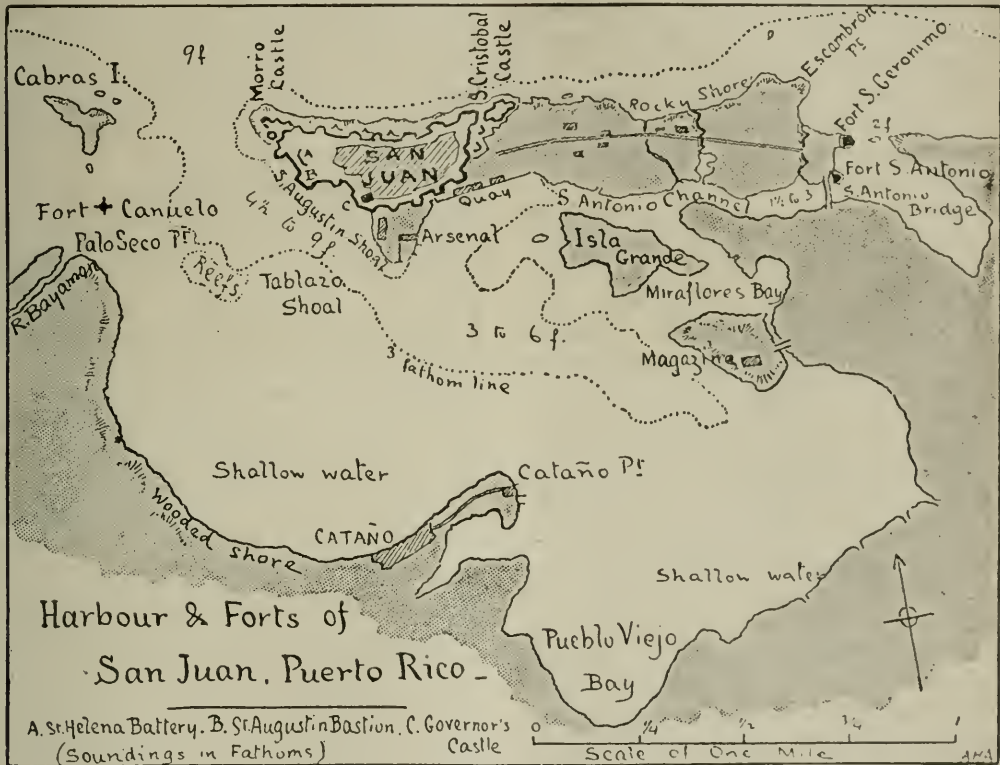 9f
Cabras I.
Morro
Castle
S. Cristobal
Castle
Escambrón
Pt.
Fort S. Geronimo
Rocky Shore
2f
SAN
JUAN
A
B
C
Fort S. Antonio
S. Antonio
Bridge
S. Augustin Shoal
4½ to 9f
Quay
S. Antonio Channel
1½ to 3
Fort Canuelo
Palo Seco Pt.
Arsenal
Isla
Grande
R. Bayamon
Reefs
Tablazo
Shoal
Miraflores Bay
3 to 6 f.
Magazine
3 fathom line
Shallow water
Cataño Pt.
Wooded shore
CATAÑO
Shallow water
Harbour & Forts of
San Juan, Puerto Rico _
Pueblo Viejo
Bay
A. St. Helena Battery. B. St. Augustin Bastion. C. Governor's
Castle
(Soundings in Fathoms)
0 ¼ ½ ¾ 1
Scale of One Mile